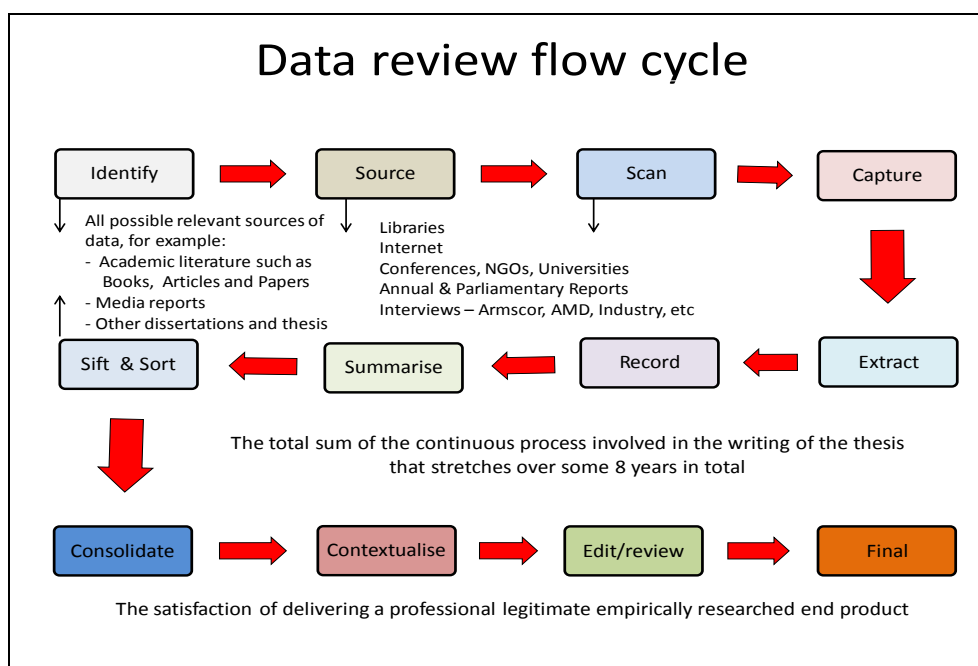 Data review flow cycle
Identify
Source
Scan
Capture
All possible relevant sources of
data, for example:
- Academic literature such as
Books, Articles and Papers
- Media reports
- Other dissertations and thesis
Libraries
Internet
Conferences, NGOs, Universities
Annual & Parliamentary Reports
Interviews – Armscor, AMD, Industry, etc
Sift & Sort
Summarise
Record
Extract
The total sum of the continuous process involved in the writing of the thesis
that stretches over some 8 years in total
Consolidate
Contextualise
Edit/review
Final
The satisfaction of delivering a professional legitimate empirically researched end product